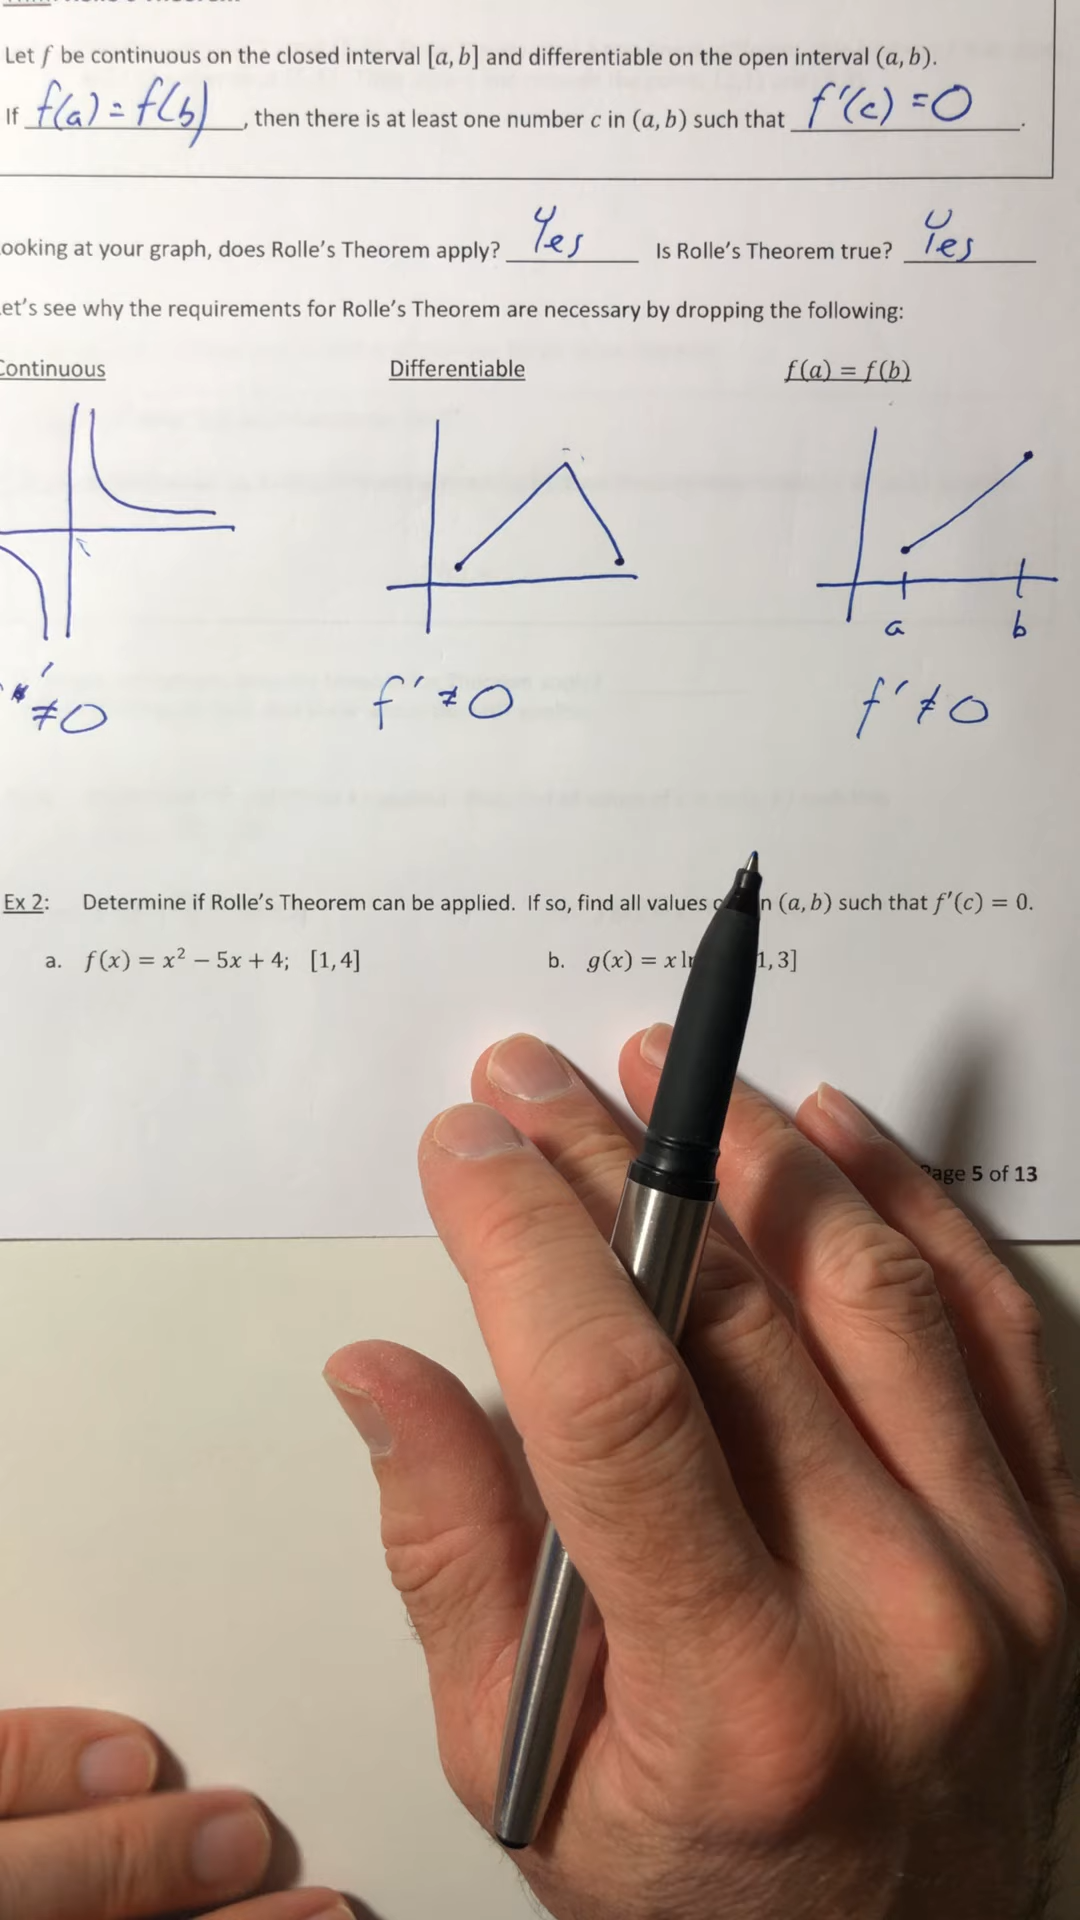 Let f be continuous on the closed interval [a, b] and differentiable on the open interval (a, b).
If f(a) = f(b) , then there is at least one number c in (a, b) such that f'(c) = 0 .
ooking at your graph, does Rolle's Theorem apply? Yes Is Rolle's Theorem true? Yes
et's see why the requirements for Rolle's Theorem are necessary by dropping the following:
Continuous Differentiable f(a) = f(b)
a b
≠0 f' ≠ 0 f' ≠ 0
Ex 2: Determine if Rolle's Theorem can be applied. If so, find all values (a, b) such that f'(c) = 0.
a. f(x) = x² − 5x + 4; [1, 4] b. g(x) = x 1, 3]
Page 5 of 13